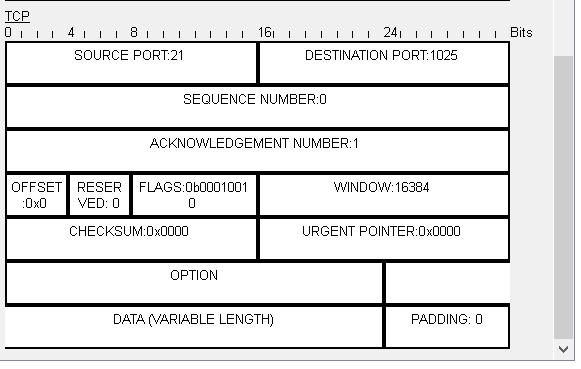 TCP
0 4 8 16 24 Bits
SOURCE PORT:21 DESTINATION PORT:1025
SEQUENCE NUMBER:0
ACKNOWLEDGEMENT NUMBER:1
OFFSET RESER FLAGS:0b0001001 WINDOW:16384
:0x0 VED: 0 0
CHECKSUM:0x0000 URGENT POINTER:0x0000
OPTION
DATA (VARIABLE LENGTH) PADDING: 0